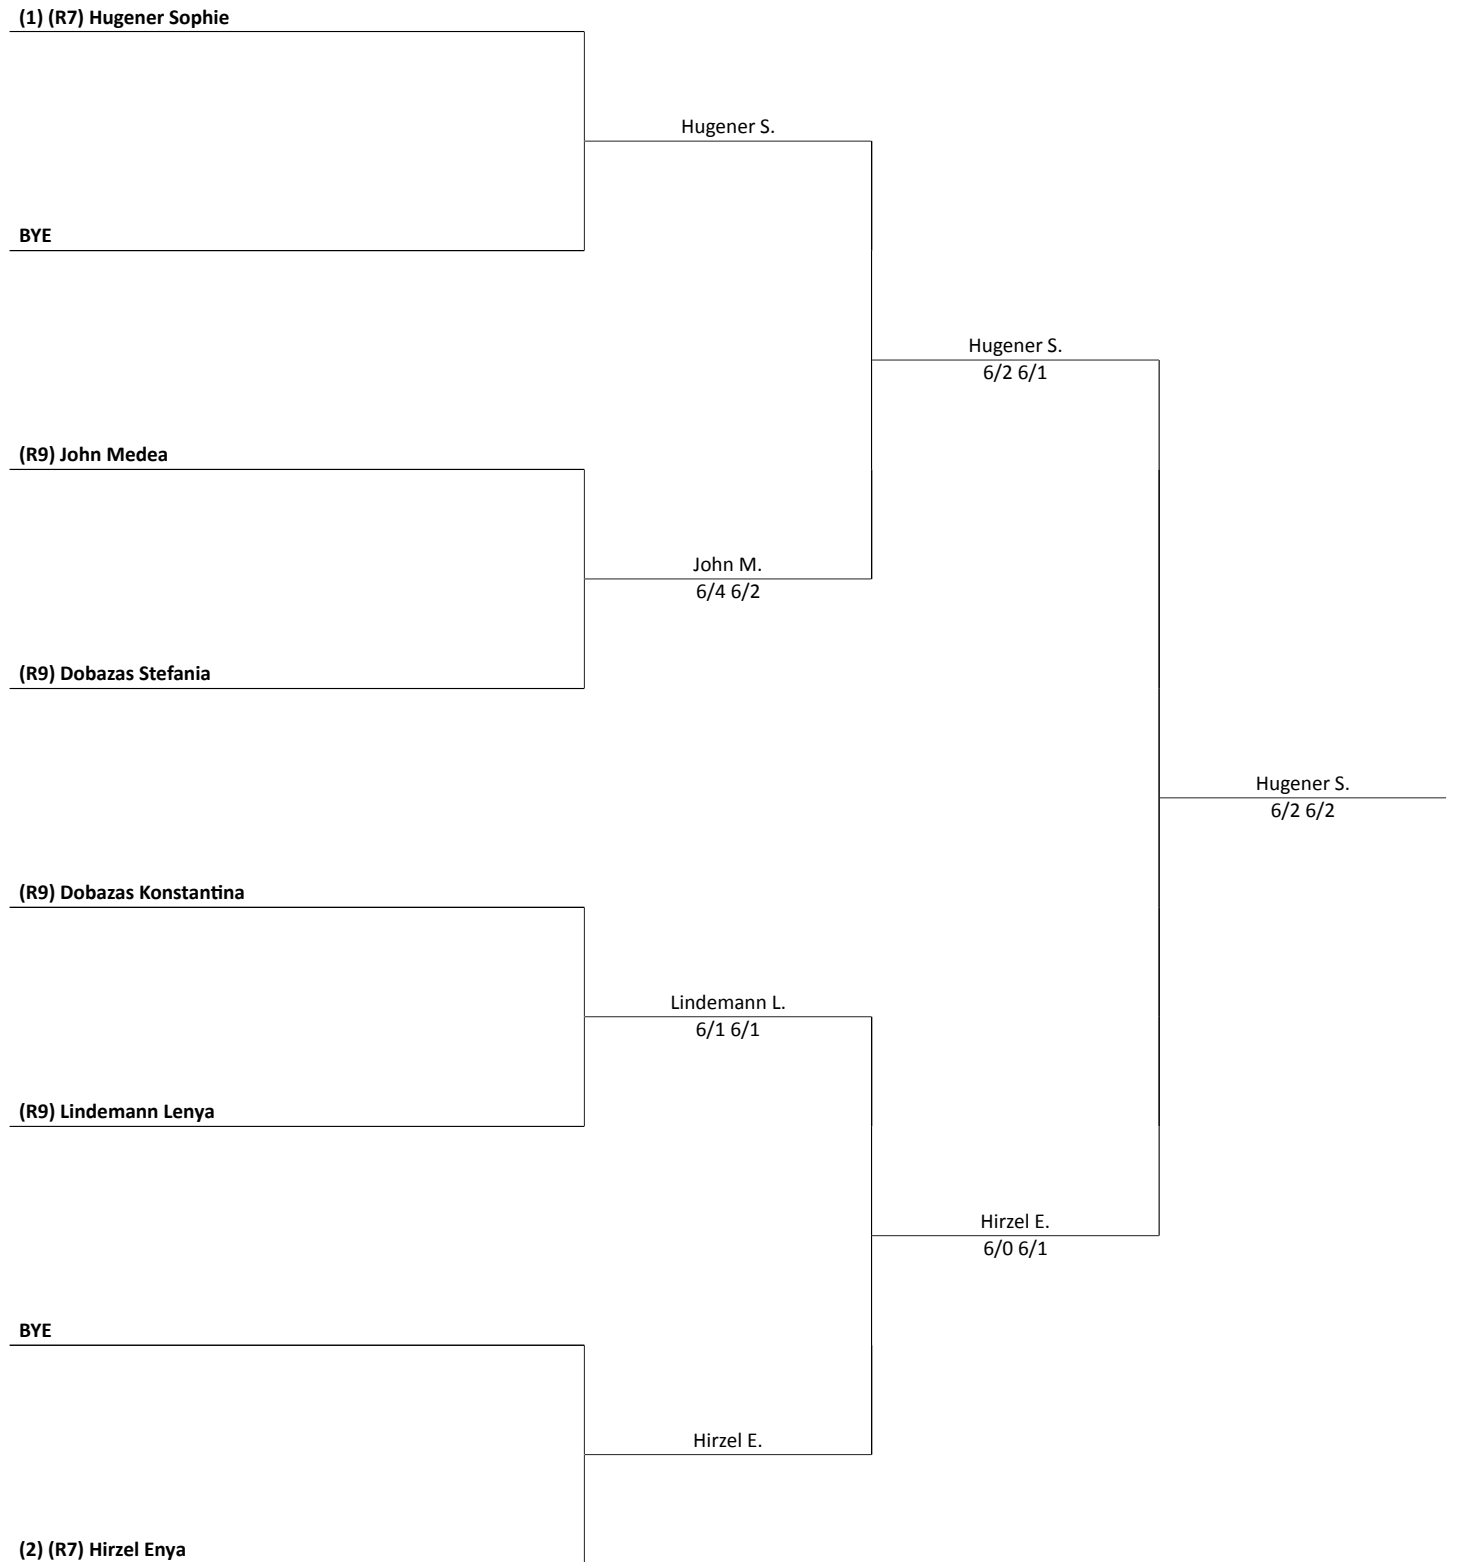 (1) (R7) Hugener Sophie
Hugener S.
BYE
Hugener S.
6/2 6/1
(R9) John Medea
John M.
6/4 6/2
(R9) Dobazas Stefania
Hugener S.
6/2 6/2
(R9) Dobazas Konstantina
Lindemann L.
6/1 6/1
(R9) Lindemann Lenya
Hirzel E.
6/0 6/1
BYE
Hirzel E.
(2) (R7) Hirzel Enya